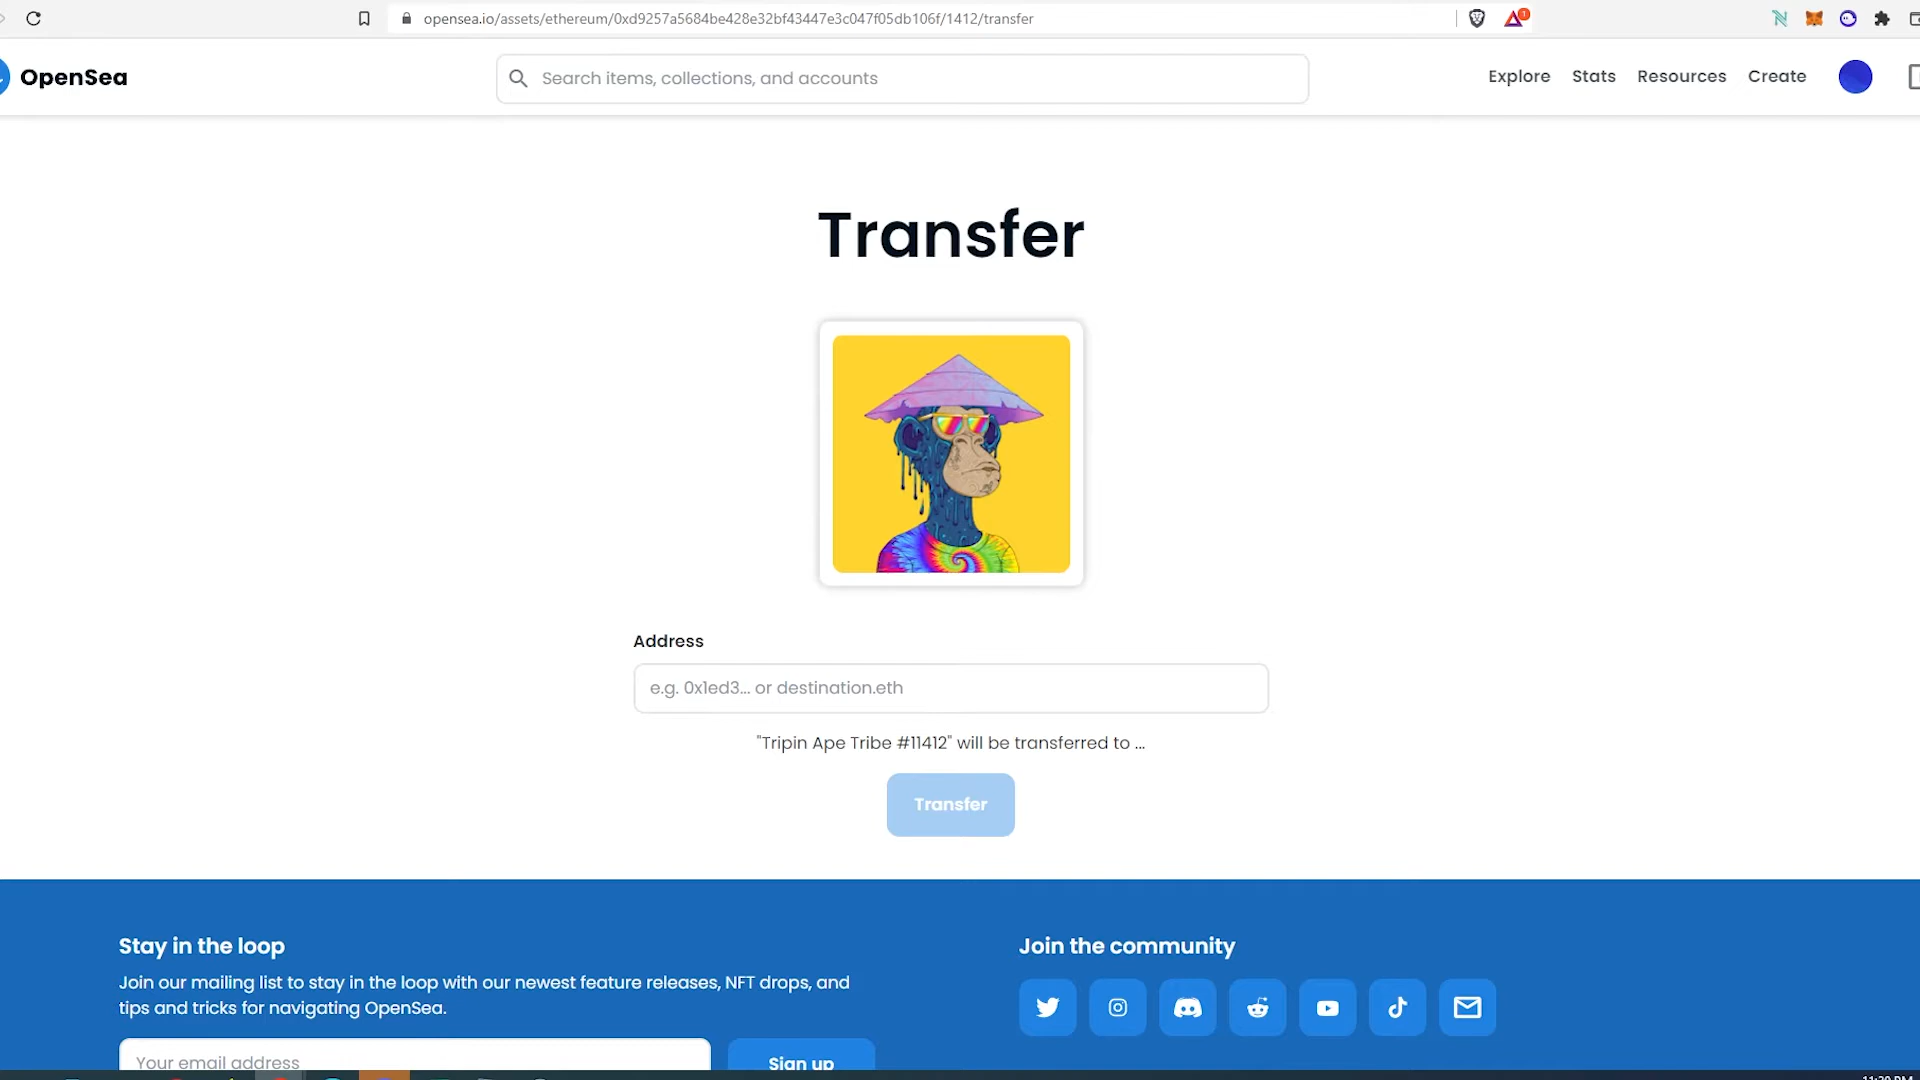 opensea.io/assets/ethereum/0xd9257a5684be428e32bf43447e3c047f05db106f/1412/transfer
1
OpenSea
Search items, collections, and accounts
Explore
Stats
Resources
Create
Transfer
Address
e.g. 0x1ed3... or destination.eth
"Tripin Ape Tribe #11412" will be transferred to ...
Transfer
Stay in the loop
Join our mailing list to stay in the loop with our newest feature releases, NFT drops, and
tips and tricks for navigating OpenSea.
Your email address
Sign up
Join the community